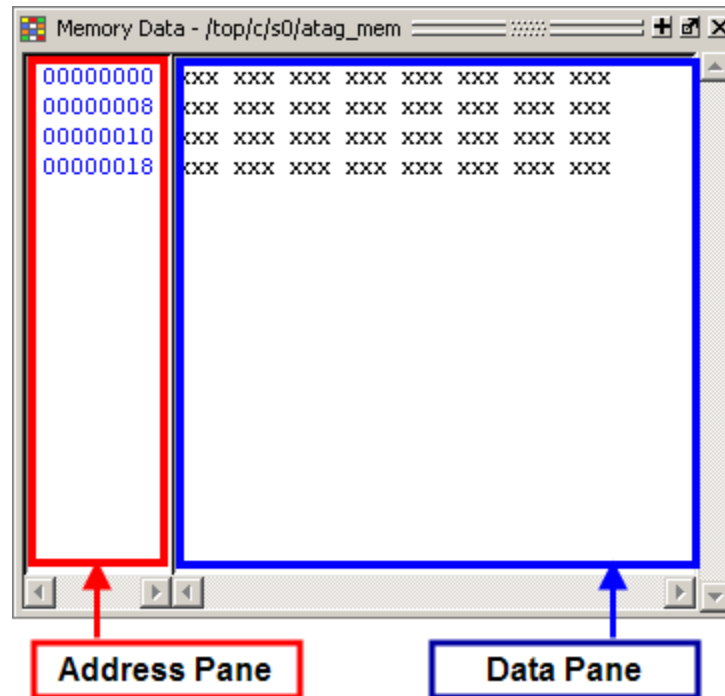 Memory Data - /top/c/s0/atag_mem
00000000 xxx xxx xxx xxx xxx xxx xxx xxx
00000008 xxx xxx xxx xxx xxx xxx xxx xxx
00000010 xxx xxx xxx xxx xxx xxx xxx xxx
00000018 xxx xxx xxx xxx xxx xxx xxx xxx
Address Pane
Data Pane